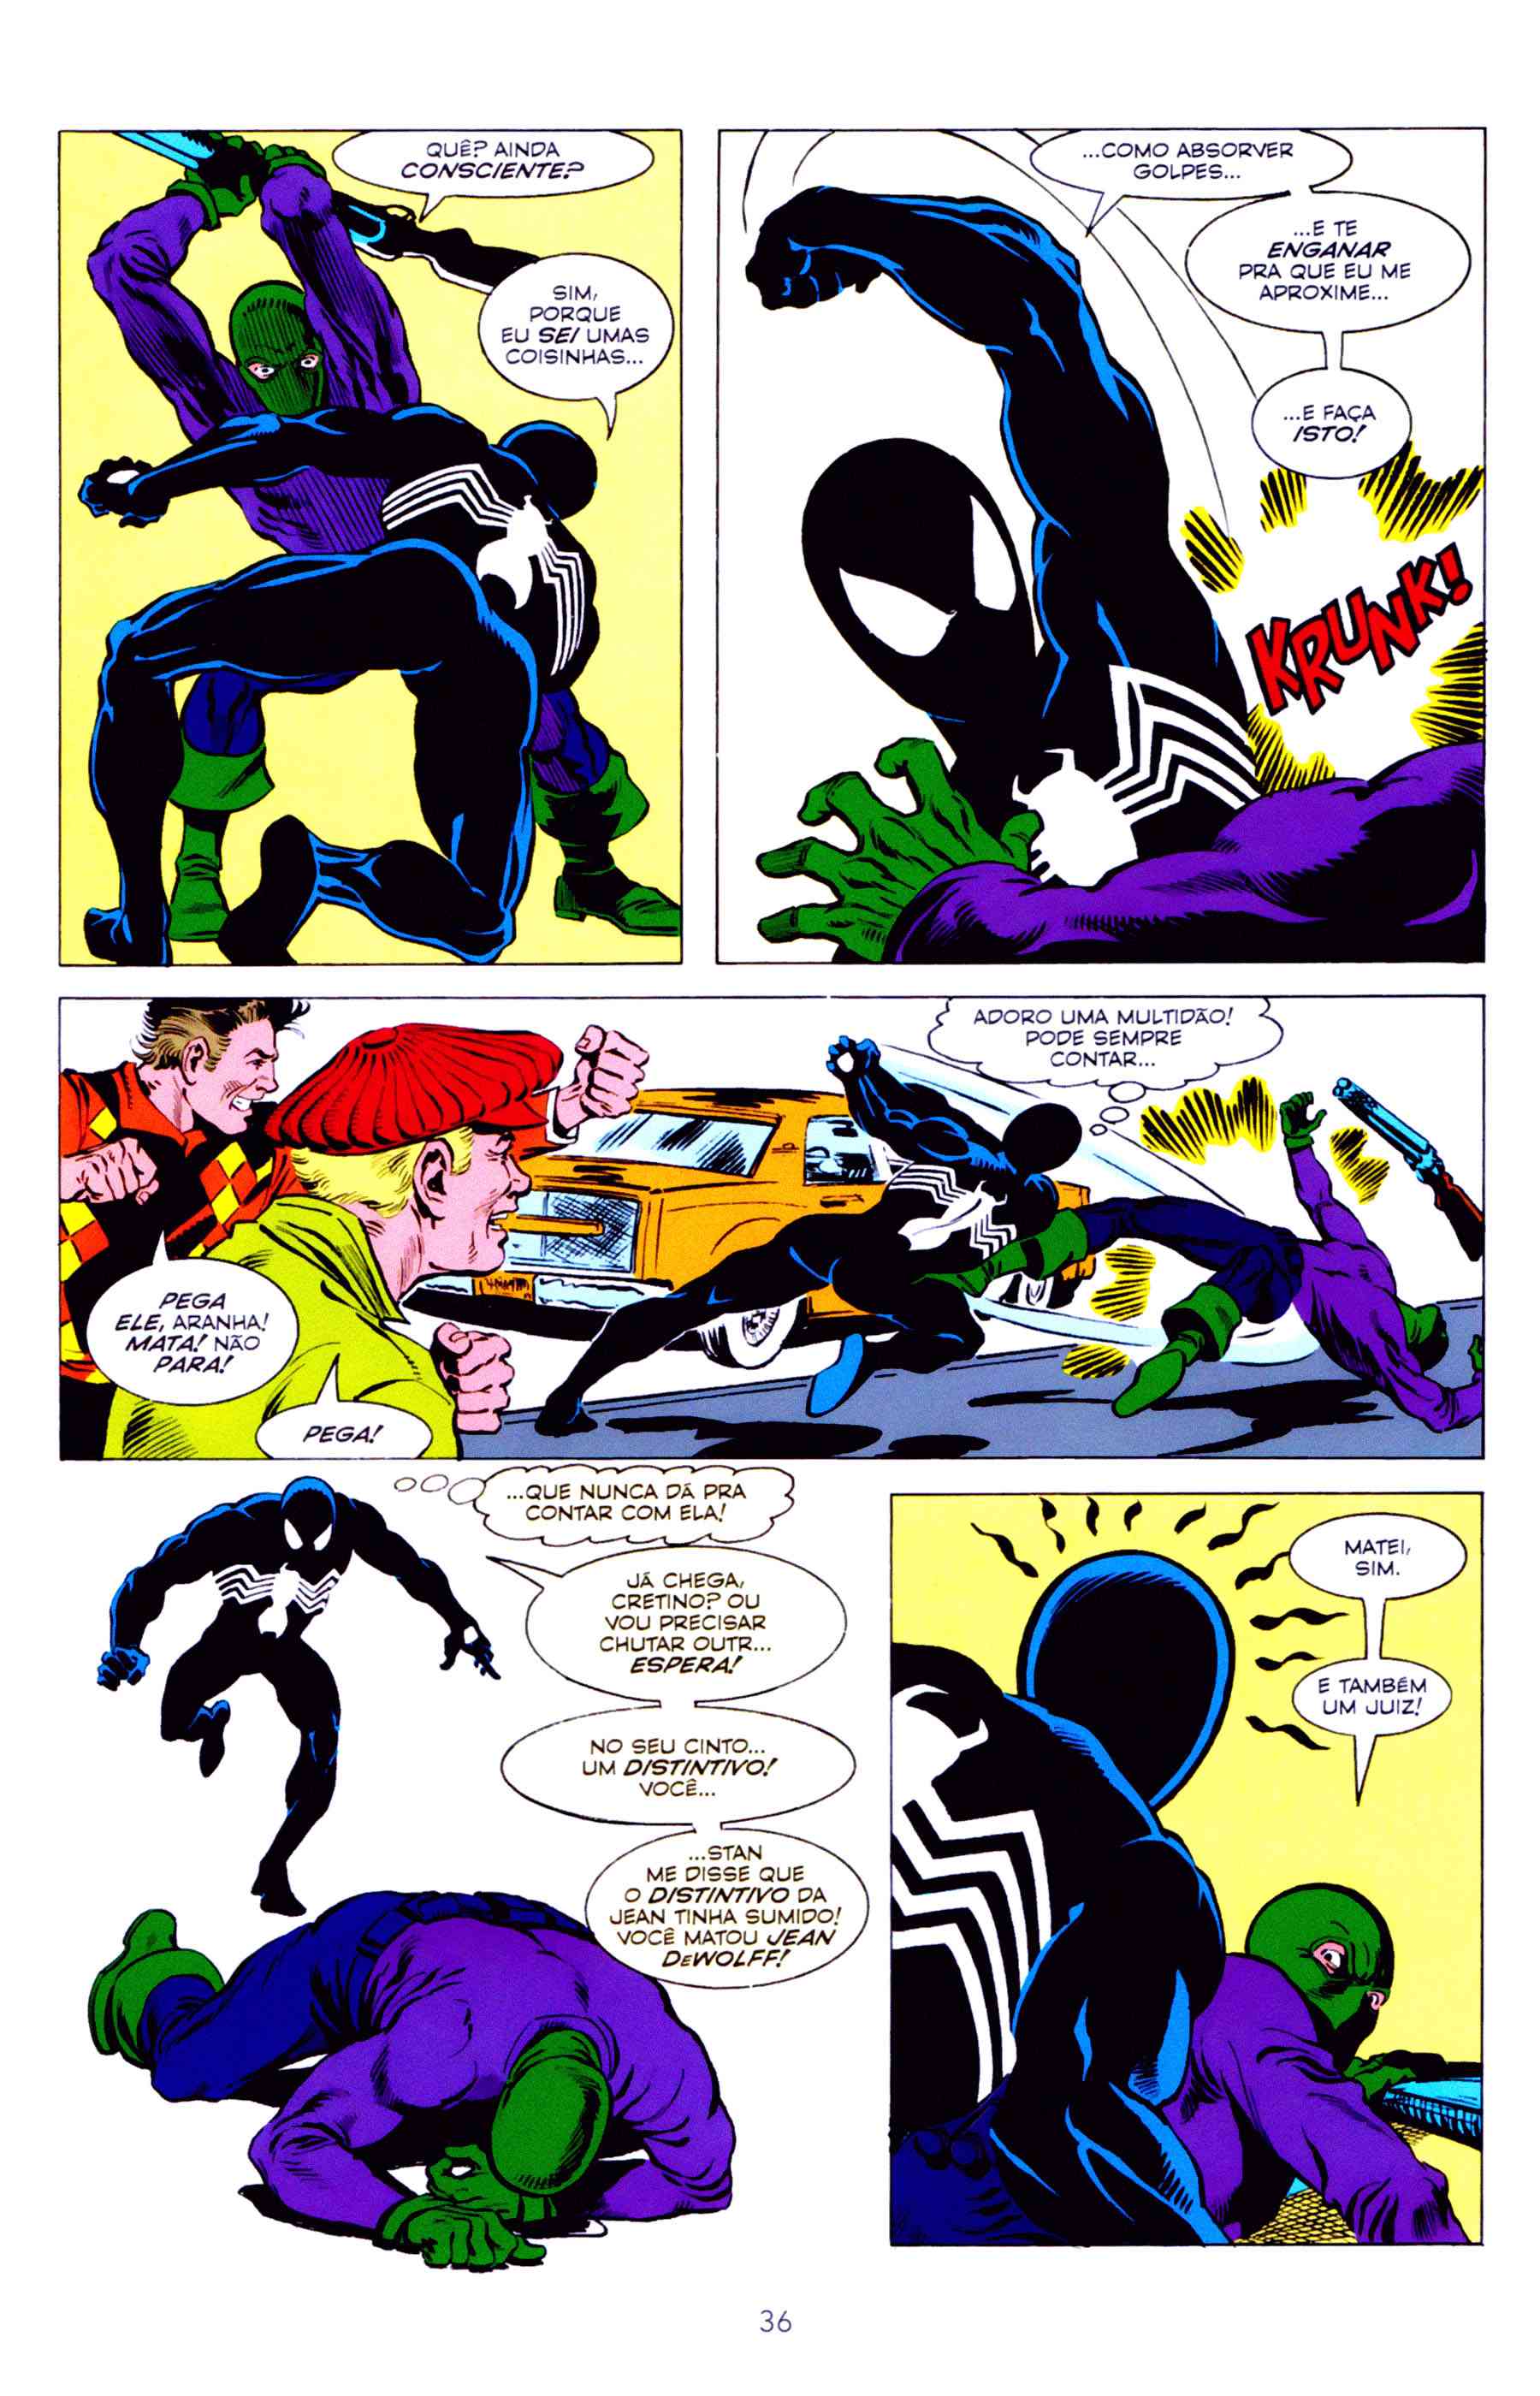 QUÊ? AINDA
CONSCIENTE?
SIM,
PORQUE
EU SEI UMAS
COISINHAS...
...COMO ABSORVER
GOLPES...
...E TE
ENGANAR
PRA QUE EU ME
APROXIME...
...E FAÇA
ISTO!
KRUNK!
ADORO UMA MULTIDÃO!
PODE SEMPRE
CONTAR...
PEGA
ELE, ARANHA!
MATA! NÃO
PARA!
PEGA!
...QUE NUNCA DÁ PRA
CONTAR COM ELA!
JÁ CHEGA,
CRETINO? OU
VOU PRECISAR
CHUTAR OUTR...
ESPERA!
NO SEU CINTO...
UM DISTINTIVO!
VOCÊ...
...STAN
ME DISSE QUE
O DISTINTIVO DA
JEAN TINHA SUMIDO!
VOCÊ MATOU JEAN
DEWOLFF!
MATEI,
SIM.
E TAMBÉM
UM JUIZ!
36